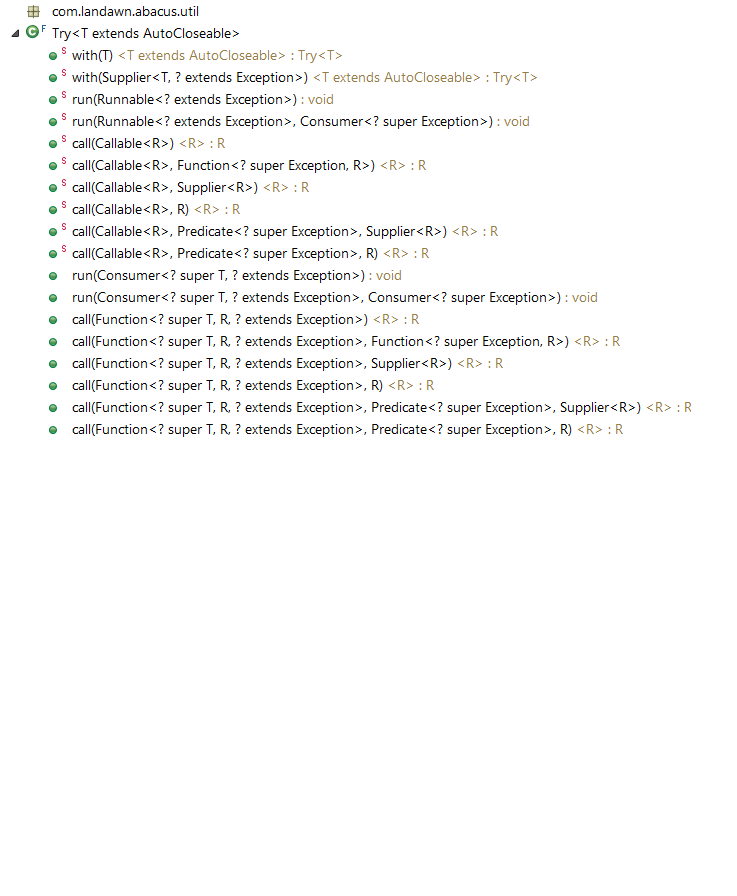 com.landawn.abacus.util
C F Try<T extends AutoCloseable>
S with(T) <T extends AutoCloseable> : Try<T>
S with(Supplier<T, ? extends Exception>) <T extends AutoCloseable> : Try<T>
S run(Runnable<? extends Exception>) : void
S run(Runnable<? extends Exception>, Consumer<? super Exception>) : void
S call(Callable<R>) <R> : R
S call(Callable<R>, Function<? super Exception, R>) <R> : R
S call(Callable<R>, Supplier<R>) <R> : R
S call(Callable<R>, R) <R> : R
S call(Callable<R>, Predicate<? super Exception>, Supplier<R>) <R> : R
S call(Callable<R>, Predicate<? super Exception>, R) <R> : R
run(Consumer<? super T, ? extends Exception>) : void
run(Consumer<? super T, ? extends Exception>, Consumer<? super Exception>) : void
call(Function<? super T, R, ? extends Exception>) <R> : R
call(Function<? super T, R, ? extends Exception>, Function<? super Exception, R>) <R> : R
call(Function<? super T, R, ? extends Exception>, Supplier<R>) <R> : R
call(Function<? super T, R, ? extends Exception>, R) <R> : R
call(Function<? super T, R, ? extends Exception>, Predicate<? super Exception>, Supplier<R>) <R> : R
call(Function<? super T, R, ? extends Exception>, Predicate<? super Exception>, R) <R> : R